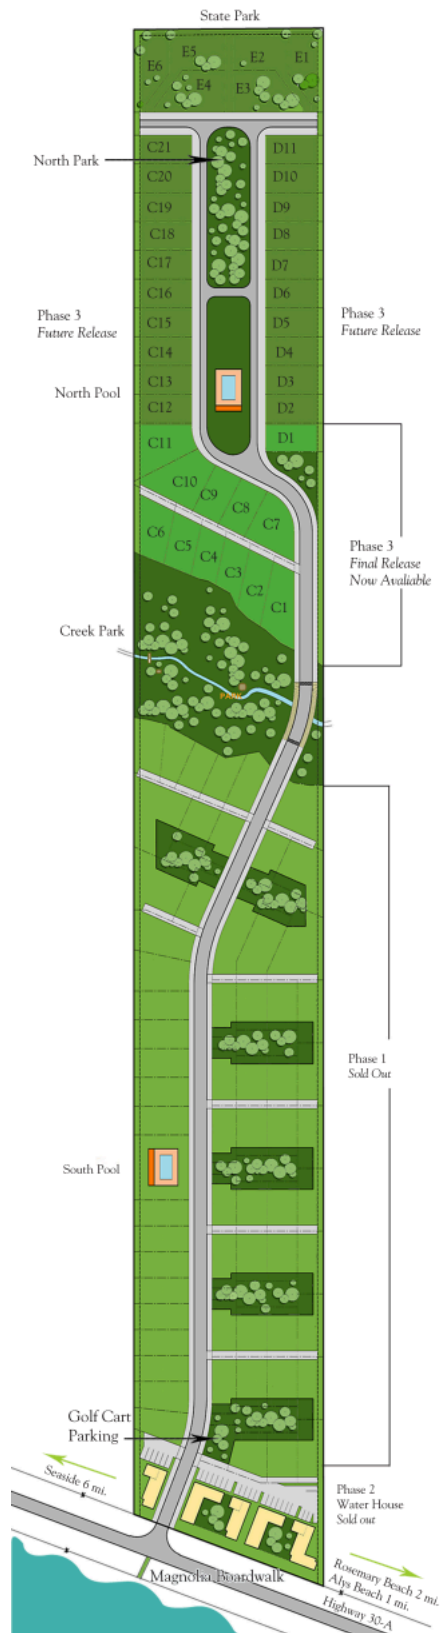 State Park
E5
E2
E1
E6
E4
E3
C21
D11
North Park
C20
D10
C19
D9
C18
D8
C17
D7
C16
D6
Phase 3
Future Release
Phase 3
Future Release
C15
D5
C14
D4
C13
D3
North Pool
C12
D2
C11
D1
C10
C9
C8
C7
C6
C5
C4
C3
C2
C1
Phase 3
Final Release
Now Avaliable
Creek Park
PARK
Phase 1
Sold Out
South Pool
Golf Cart
Parking
Seaside 6 mi.
Phase 2
Water House
Sold out
Magnolia Boardwalk
Rosemary Beach 2 mi.
Alys Beach 1 mi.
Highway 30-A